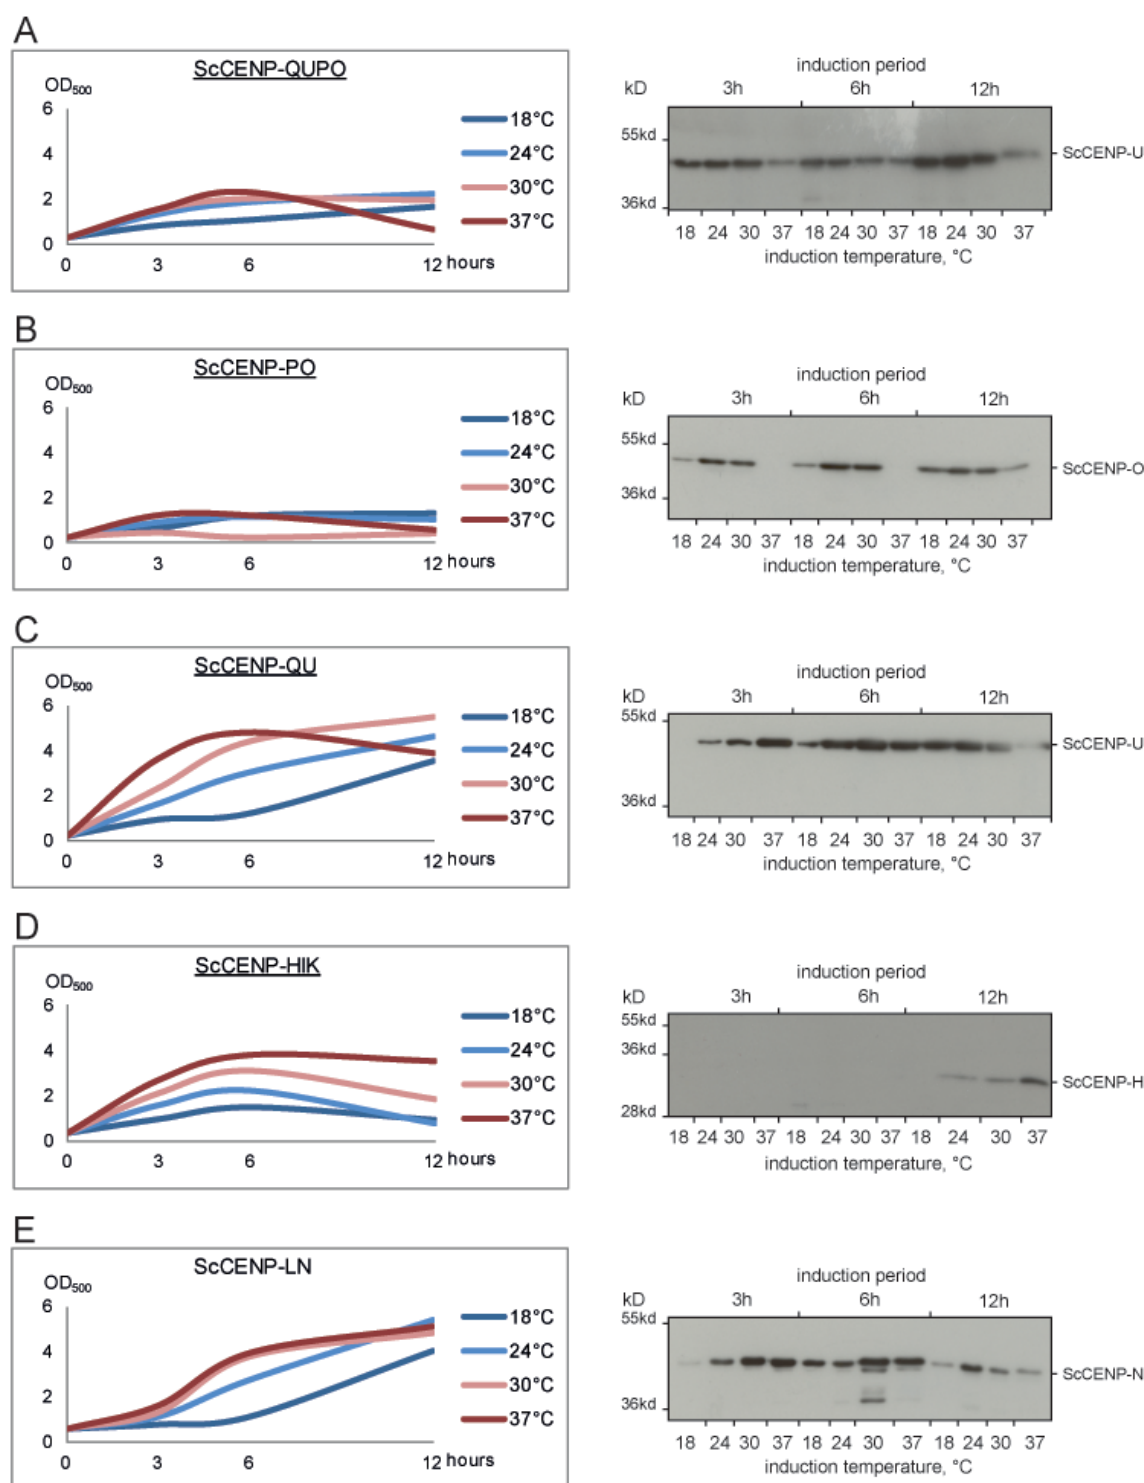 A
ScCENP-QUPO
OD500
6
4
2
0
0 3 6 12 hours
18°C
24°C
30°C
37°C
induction period
kD 3h 6h 12h
55kd
36kd
ScCENP-U
18 24 30 37 18 24 30 37 18 24 30 37
induction temperature, °C
B
ScCENP-PO
OD500
6
4
2
0
0 3 6 12 hours
18°C
24°C
30°C
37°C
induction period
kD 3h 6h 12h
55kd
36kd
ScCENP-O
18 24 30 37 18 24 30 37 18 24 30 37
induction temperature, °C
C
ScCENP-QU
OD500
6
4
2
0
0 3 6 12 hours
18°C
24°C
30°C
37°C
induction period
kD 3h 6h 12h
55kd
36kd
ScCENP-U
18 24 30 37 18 24 30 37 18 24 30 37
induction temperature, °C
D
ScCENP-HIK
OD500
6
4
2
0
0 3 6 12 hours
18°C
24°C
30°C
37°C
induction period
kD 3h 6h 12h
55kd
36kd
28kd
ScCENP-H
18 24 30 37 18 24 30 37 18 24 30 37
induction temperature, °C
E
ScCENP-LN
OD500
6
4
2
0
0 3 6 12 hours
18°C
24°C
30°C
37°C
induction period
kD 3h 6h 12h
55kd
36kd
ScCENP-N
18 24 30 37 18 24 30 37 18 24 30 37
induction temperature, °C